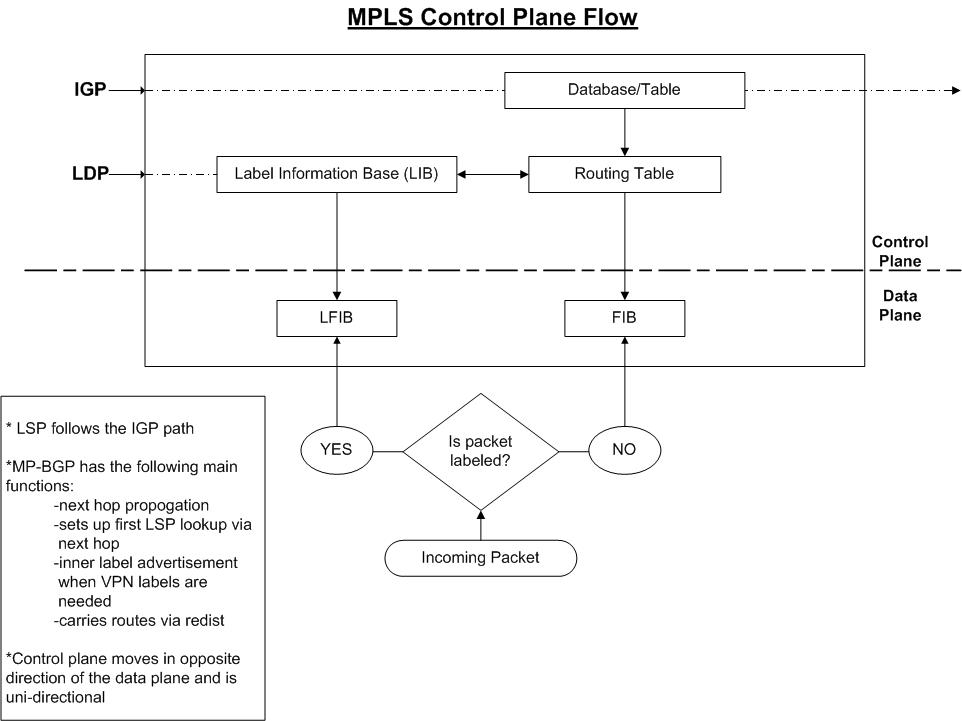 MPLS Control Plane Flow
IGP
Database/Table
LDP
Label Information Base (LIB)
Routing Table
Control
Plane
Data
Plane
LFIB
FIB
YES
Is packet
labeled?
NO
Incoming Packet
* LSP follows the IGP path
*MP-BGP has the following main
functions:
-next hop propogation
-sets up first LSP lookup via
next hop
-inner label advertisement
when VPN labels are
needed
-carries routes via redist
*Control plane moves in opposite
direction of the data plane and is
uni-directional